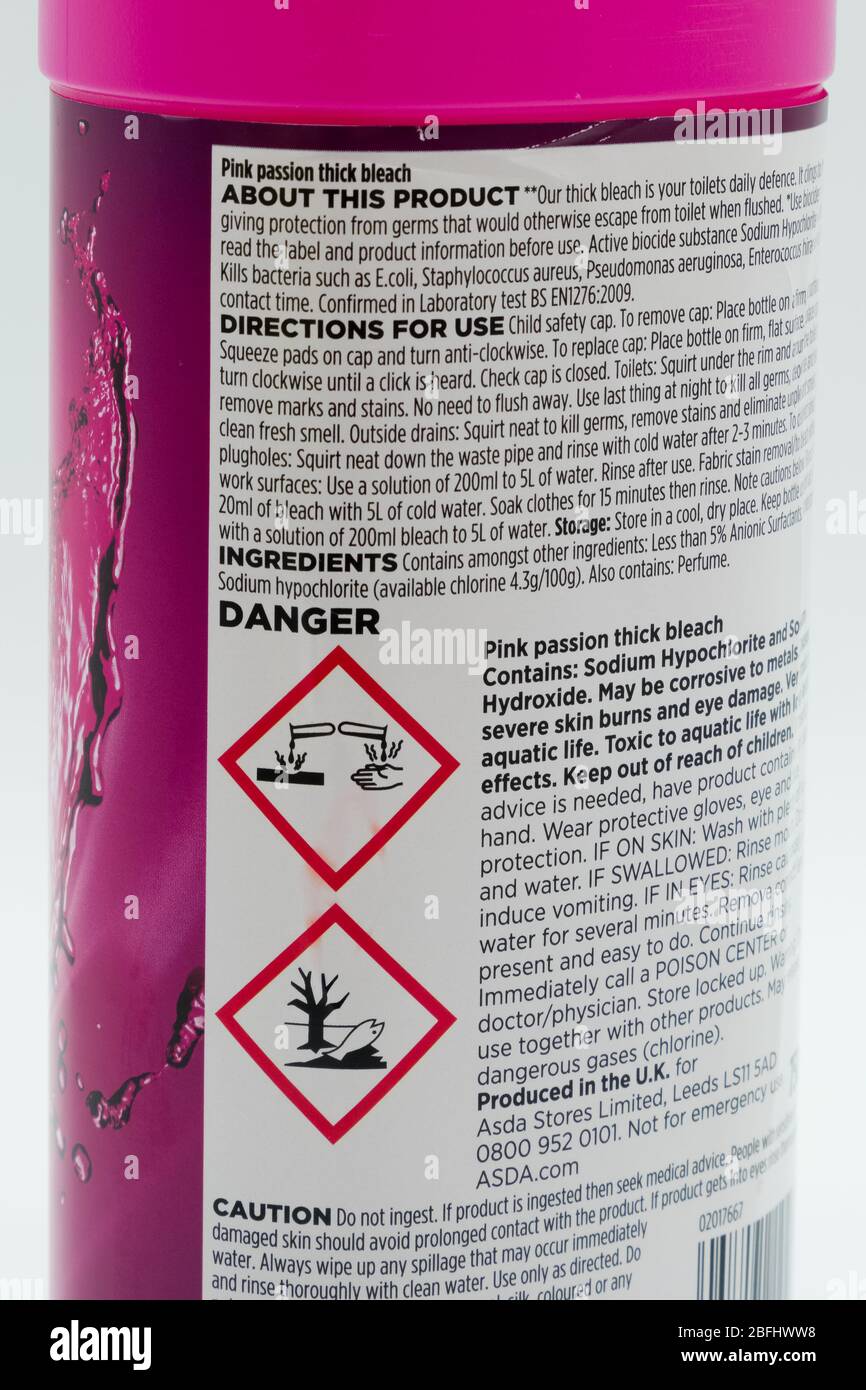 Pink passion thick bleach
ABOUT THIS PRODUCT **Our thick bleach is your toilets daily defence. It clings to
giving protection from germs that would otherwise escape from toilet when flushed. *Use
read the label and product information before use. Active biocide substance Sodium Hypochlorite
Kills bacteria such as E.coli, Staphylococcus aureus, Pseudomonas aeruginosa, Enterococcus
contact time. Confirmed in Laboratory test BS EN1276:2009.
DIRECTIONS FOR USE Child safety cap. To remove cap: Place bottle on
Squeeze pads on cap and turn anti-clockwise. To replace cap: Place bottle on firm, flat
turn clockwise until a click is heard. Check cap is closed. Toilets: Squirt under the rim and
remove marks and stains. No need to flush away. Use last thing at night to kill all germs,
clean fresh smell. Outside drains: Squirt neat to kill germs, remove stains and eliminate
plugholes: Squirt neat down the waste pipe and rinse with cold water after 2-3 minutes. To
work surfaces: Use a solution of 200ml to 5L of water. Rinse after use. Fabric stain removal
20ml of bleach with 5L of cold water. Soak clothes for 15 minutes then rinse. Note cautions
with a solution of 200ml bleach to 5L of water. Storage: Store in a cool, dry place. Keep
INGREDIENTS Contains amongst other ingredients: Less than 5% Anionic Surfactants
Sodium hypochlorite (available chlorine 4.3g/100g). Also contains: Perfume.
DANGER
Pink passion thick bleach
Contains: Sodium Hypochlorite and
Hydroxide. May be corrosive to metals.
severe skin burns and eye damage.
aquatic life. Toxic to aquatic life with
effects. Keep out of reach of children.
advice is needed, have product
hand. Wear protective gloves, eye and
protection. IF ON SKIN: Wash with
and water. IF SWALLOWED: Rinse
induce vomiting. IF IN EYES: Rinse
water for several minutes. Remove
present and easy to do. Continue
Immediately call a POISON CENTER
doctor/physician. Store locked up.
use together with other products. May
dangerous gases (chlorine).
Produced in the U.K. for
Asda Stores Limited, Leeds LS11 5AD
0800 952 0101. Not for emergency use
ASDA.com
CAUTION Do not ingest. If product is ingested then seek medical advice. People with
damaged skin should avoid prolonged contact with the product. If product gets into eyes
water. Always wipe up any spillage that may occur immediately
and rinse thoroughly with clean water. Use only as directed. Do
silk, coloured or any
02017667
alamy
Image ID: 2BFHWW8
www.alamy.com